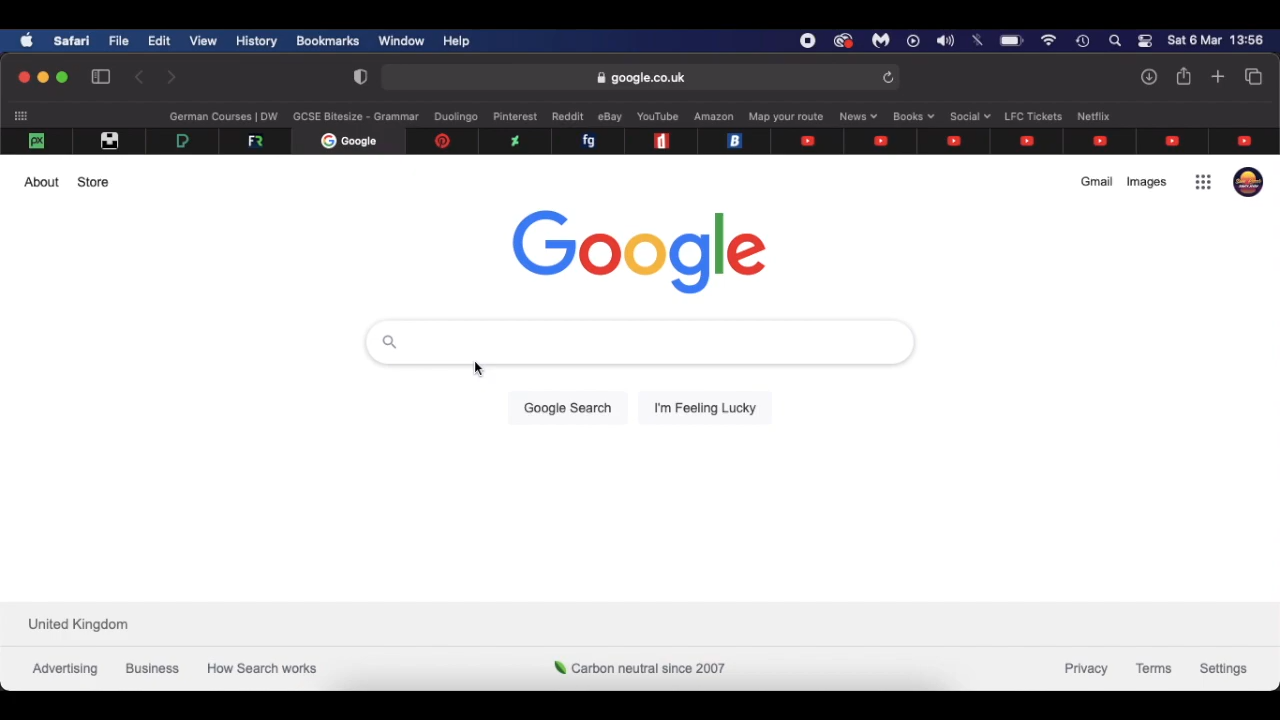 Safari File Edit View History Bookmarks Window Help Sat 6 Mar 13:56
google.co.uk
German Courses | DW GCSE Bitesize - Grammar Duolingo Pinterest Reddit eBay YouTube Amazon Map your route News Books Social LFC Tickets Netflix
px P FR G Google fg d B
About Store Gmail Images
Google
Google Search I'm Feeling Lucky
United Kingdom
Advertising Business How Search works Carbon neutral since 2007 Privacy Terms Settings